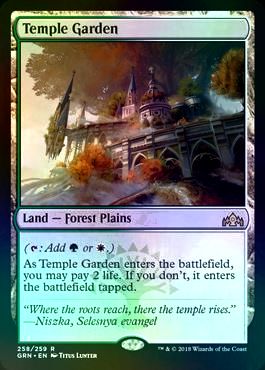 Temple Garden
Land — Forest Plains
(: Add or .)
As Temple Garden enters the battlefield,
you may pay 2 life. If you don't, it enters
the battlefield tapped.
"Where the roots reach, there the temple rises."
—Niszka, Selesnya evangel
258/259 R
GRN • EN Titus Lunter
™ & © 2018 Wizards of the Coast